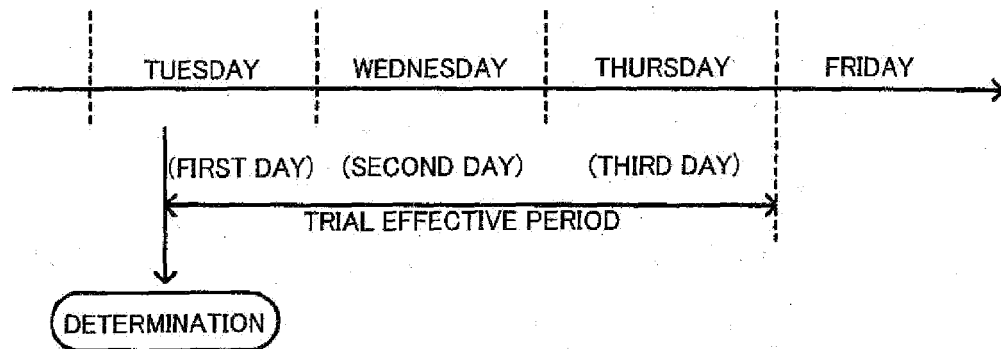 TUESDAY WEDNESDAY THURSDAY FRIDAY
(FIRST DAY) (SECOND DAY) (THIRD DAY)
TRIAL EFFECTIVE PERIOD
DETERMINATION